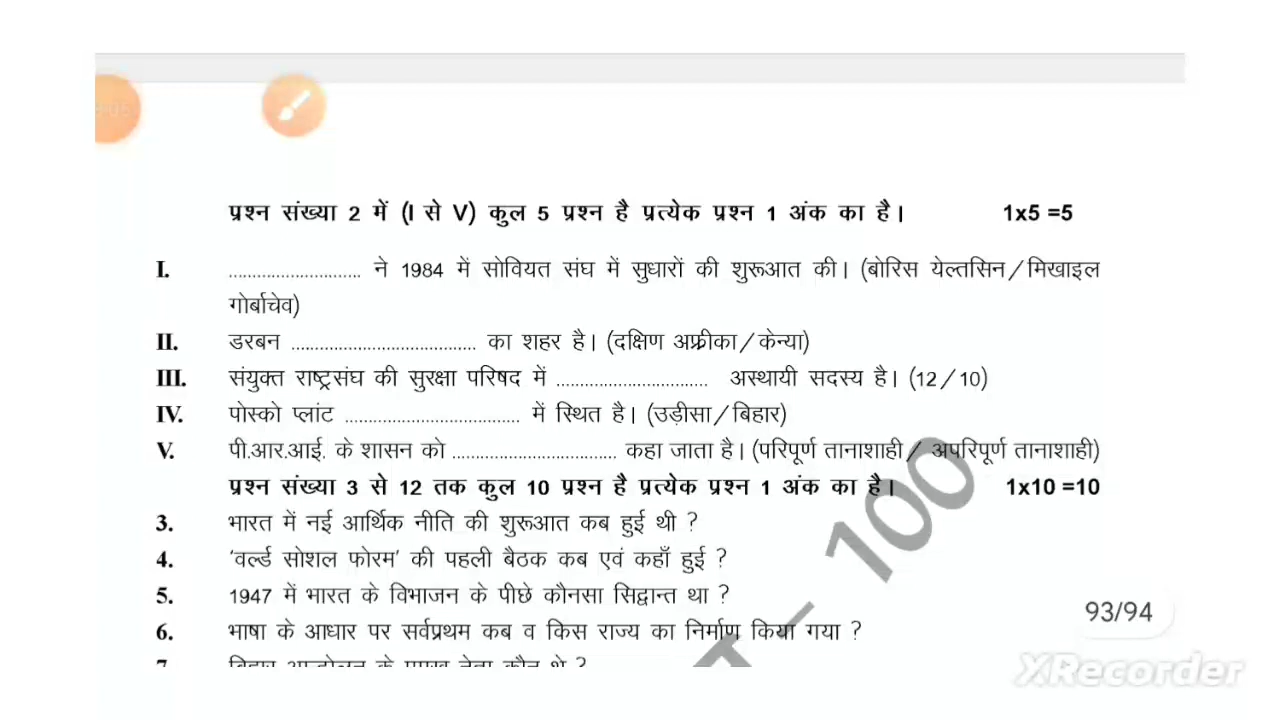 प्रश्न संख्या 2 में (I से V) कुल 5 प्रश्न है प्रत्येक प्रश्न 1 अंक का है। 1x5 =5
I. ............................ ने 1984 में सोवियत संघ में सुधारों की शुरूआत की। (बोरिस येल्तसिन/मिखाइल
गोर्बाचेव)
II. डरबन ....................................... का शहर है। (दक्षिण अफ्रीका/केन्या)
III. संयुक्त राष्ट्रसंघ की सुरक्षा परिषद में ................................ अस्थायी सदस्य है। (12/10)
IV. पोस्को प्लांट ..................................... में स्थित है। (उड़ीसा/बिहार)
V. पी.आर.आई. के शासन को .................................. कहा जाता है। (परिपूर्ण तानाशाही/ अपरिपूर्ण तानाशाही)
प्रश्न संख्या 3 से 12 तक कुल 10 प्रश्न है प्रत्येक प्रश्न 1 अंक का है। 1x10 =10
3. भारत में नई आर्थिक नीति की शुरूआत कब हुई थी ?
4. ‘वर्ल्ड सोशल फोरम’ की पहली बैठक कब एवं कहाँ हुई ?
5. 1947 में भारत के विभाजन के पीछे कौनसा सिद्वान्त था ?
6. भाषा के आधार पर सर्वप्रथम कब व किस राज्य का निर्माण किया गया ?
7. बिहार आन्दोलन के प्रमुख नेता कौन थे ?
– 100
93/94
XRecorder